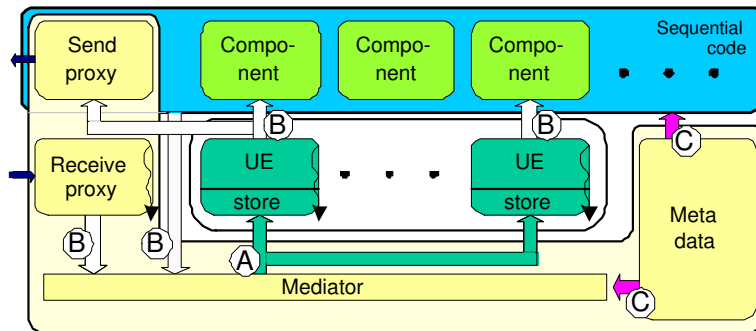 Send
proxy
Compo-
nent
Compo-
nent
Compo-
nent
Sequential
code
B
B
C
Receive
proxy
UE
store
UE
store
Meta
data
B
B
A
Mediator
C